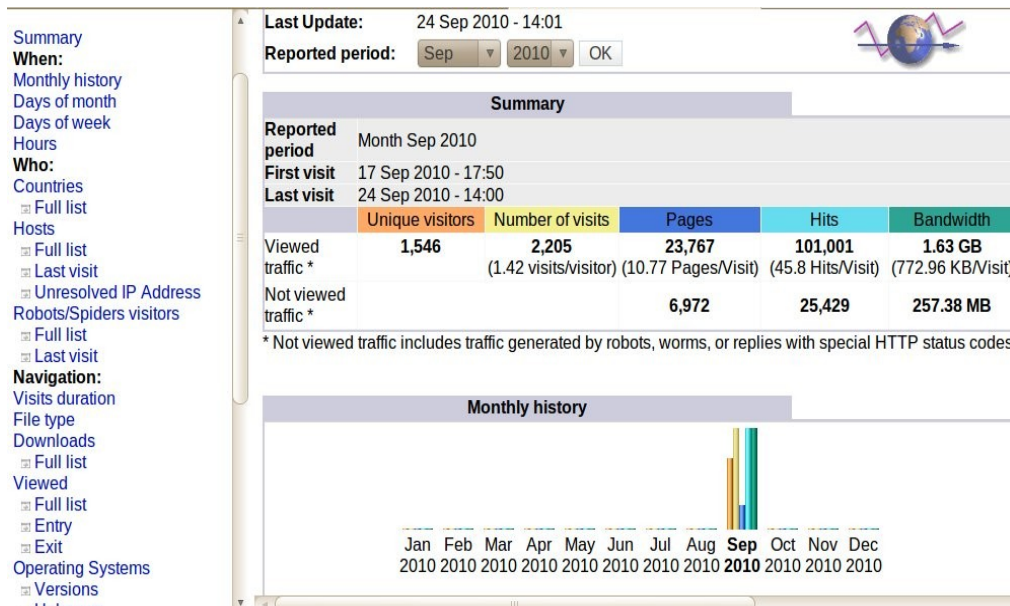 Summary
When:
Monthly history
Days of month
Days of week
Hours
Who:
Countries
Full list
Hosts
Full list
Last visit
Unresolved IP Address
Robots/Spiders visitors
Full list
Last visit
Navigation:
Visits duration
File type
Downloads
Full list
Viewed
Full list
Entry
Exit
Operating Systems
Versions
Last Update: 24 Sep 2010 - 14:01
Reported period: Sep 2010 OK
Summary
Reported period Month Sep 2010
First visit 17 Sep 2010 - 17:50
Last visit 24 Sep 2010 - 14:00
Unique visitors Number of visits Pages Hits Bandwidth
Viewed traffic * 1,546 2,205 23,767 101,001 1.63 GB
(1.42 visits/visitor) (10.77 Pages/Visit) (45.8 Hits/Visit) (772.96 KB/Visit)
Not viewed traffic * 6,972 25,429 257.38 MB
* Not viewed traffic includes traffic generated by robots, worms, or replies with special HTTP status codes
Monthly history
Jan Feb Mar Apr May Jun Jul Aug Sep Oct Nov Dec
2010 2010 2010 2010 2010 2010 2010 2010 2010 2010 2010 2010